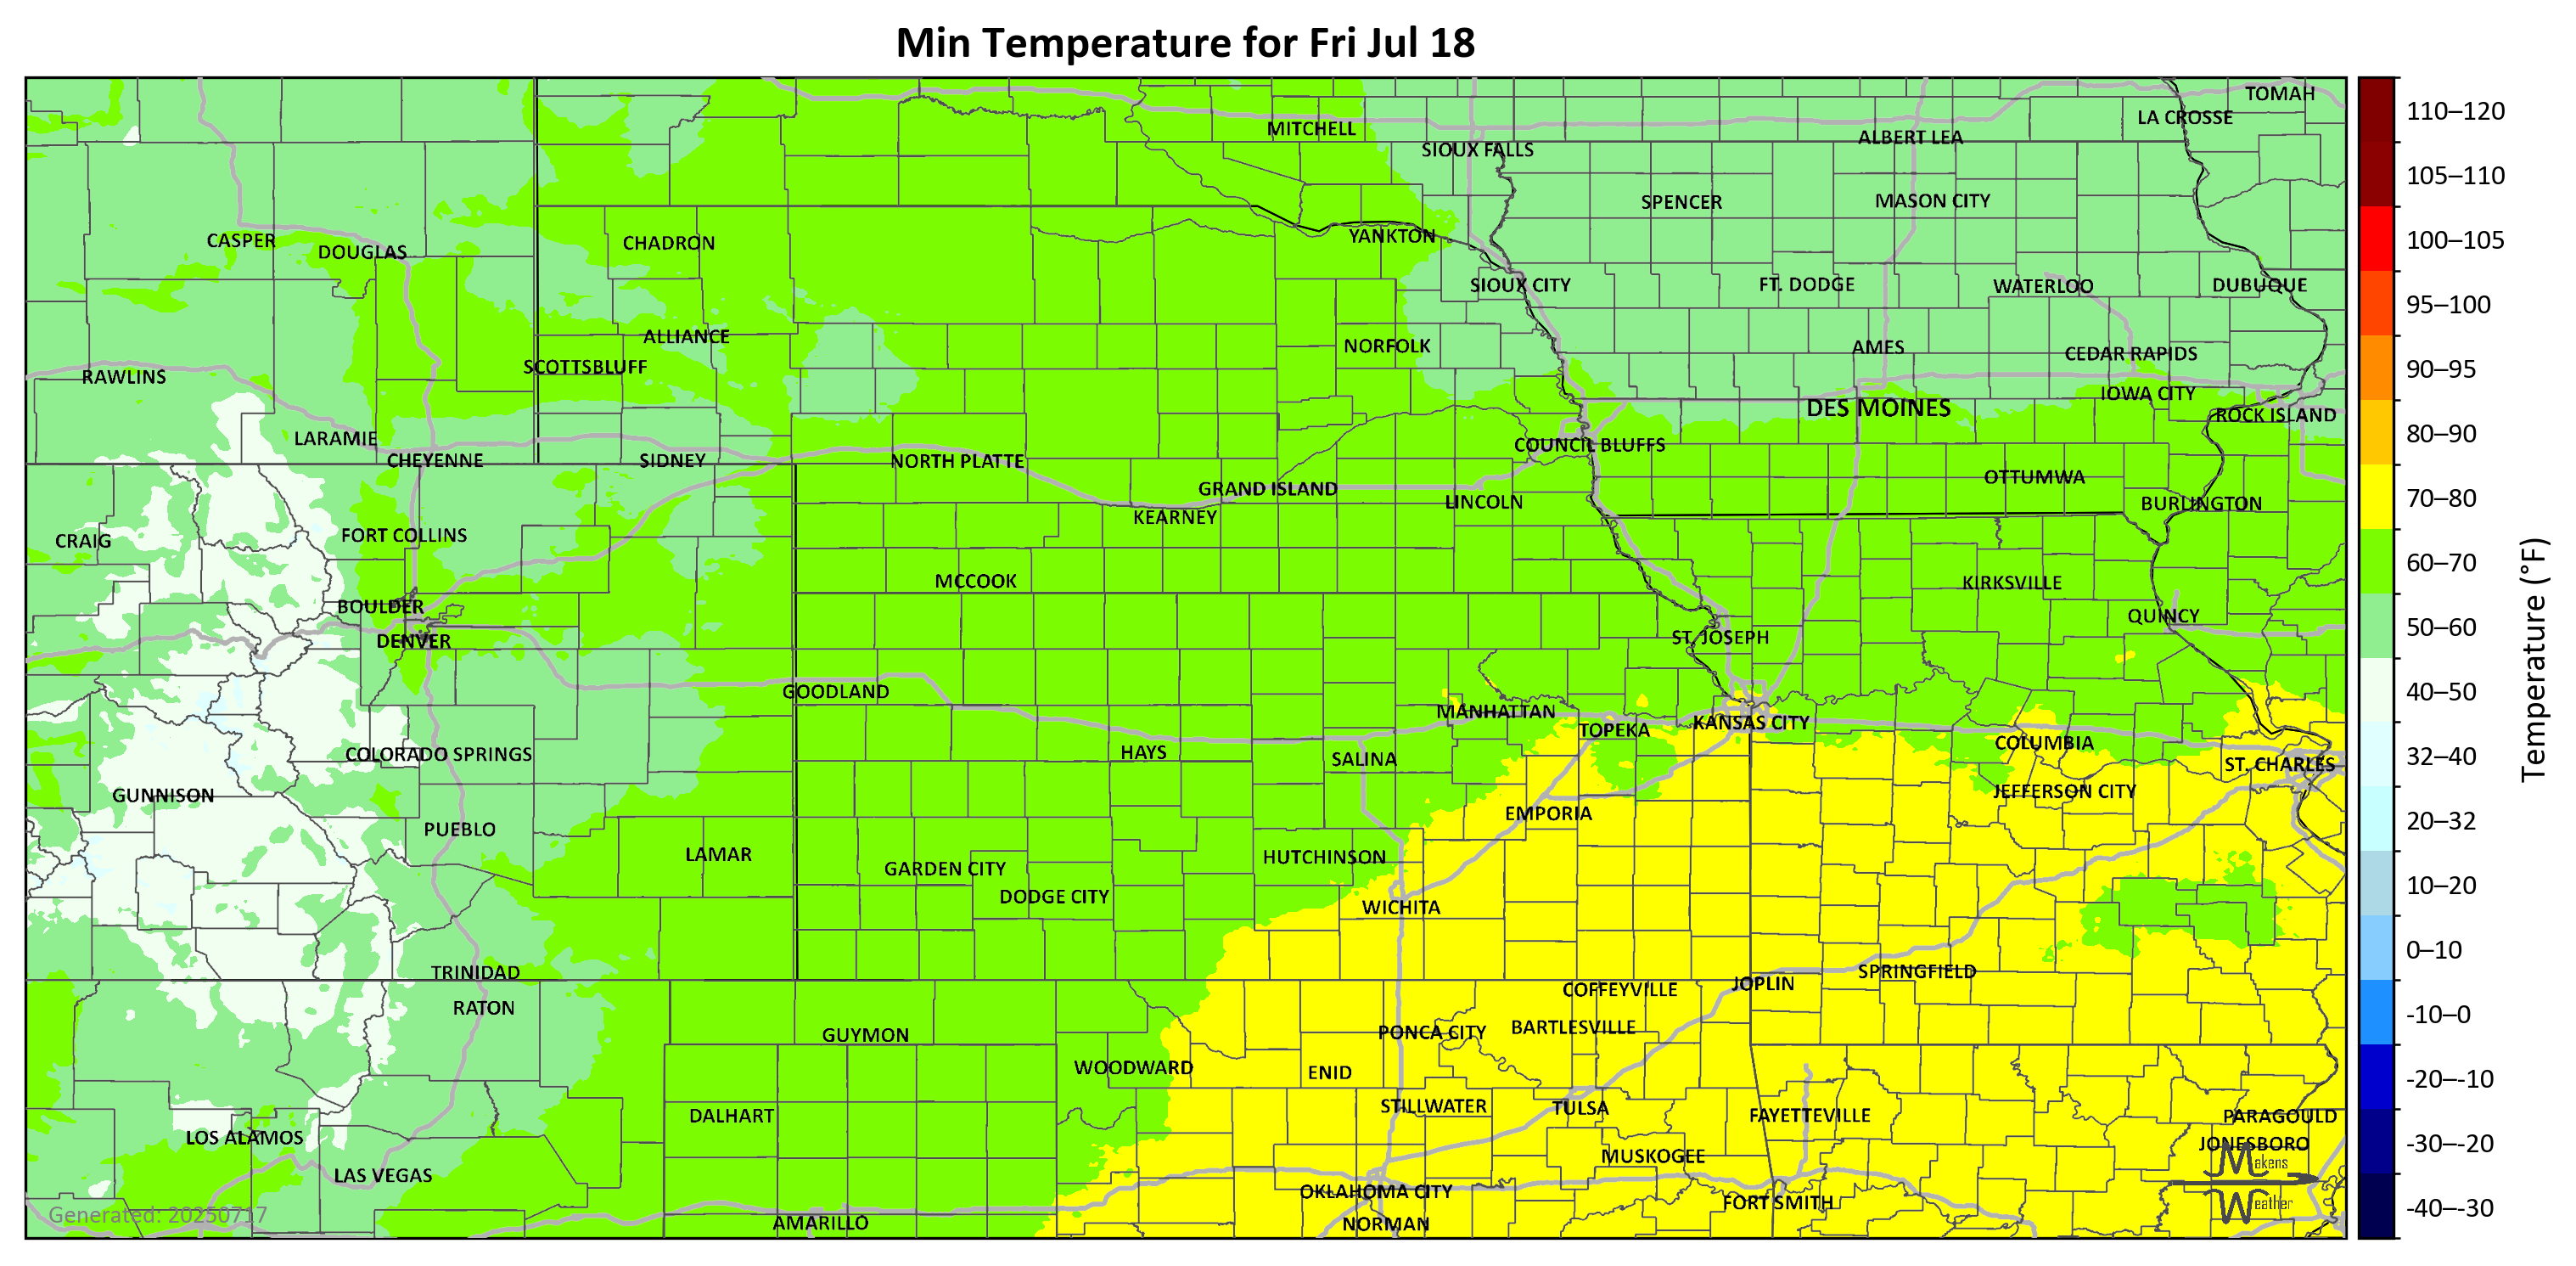 Min Temperature for Fri Jul 18
TOMAH
LA CROSSE
MITCHELL
ALBERT LEA
SIOUX FALLS
SPENCER
MASON CITY
YANKTON
CASPER
CHADRON
DOUGLAS
SIOUX CITY
FT. DODGE
WATERLOO
DUBUQUE
ALLIANCE
NORFOLK
AMES
CEDAR RAPIDS
SCOTTSBLUFF
RAWLINS
IOWA CITY
DES MOINES
ROCK ISLAND
LARAMIE
COUNCIL BLUFFS
CHEYENNE
SIDNEY
NORTH PLATTE
OTTUMWA
GRAND ISLAND
LINCOLN
BURLINGTON
KEARNEY
FORT COLLINS
CRAIG
MCCOOK
KIRKSVILLE
BOULDER
QUINCY
DENVER
ST. JOSEPH
GOODLAND
MANHATTAN
KANSAS CITY
TOPEKA
COLUMBIA
HAYS
COLORADO SPRINGS
SALINA
ST. CHARLES
JEFFERSON CITY
GUNNISON
EMPORIA
PUEBLO
LAMAR
HUTCHINSON
GARDEN CITY
DODGE CITY
WICHITA
TRINIDAD
SPRINGFIELD
JOPLIN
COFFEYVILLE
RATON
BARTLESVILLE
PONCA CITY
GUYMON
WOODWARD
ENID
STILLWATER
TULSA
DALHART
FAYETTEVILLE
PARAGOULD
LOS ALAMOS
JONESBORO
MUSKOGEE
LAS VEGAS
OKLAHOMA CITY
FORT SMITH
AMARILLO
NORMAN
Makens
Weather
Generated: 20250717
110–120
105–110
100–105
95–100
90–95
80–90
70–80
60–70
50–60
40–50
32–40
20–32
10–20
0–10
-10–0
-20–-10
-30–-20
-40–-30
Temperature (°F)